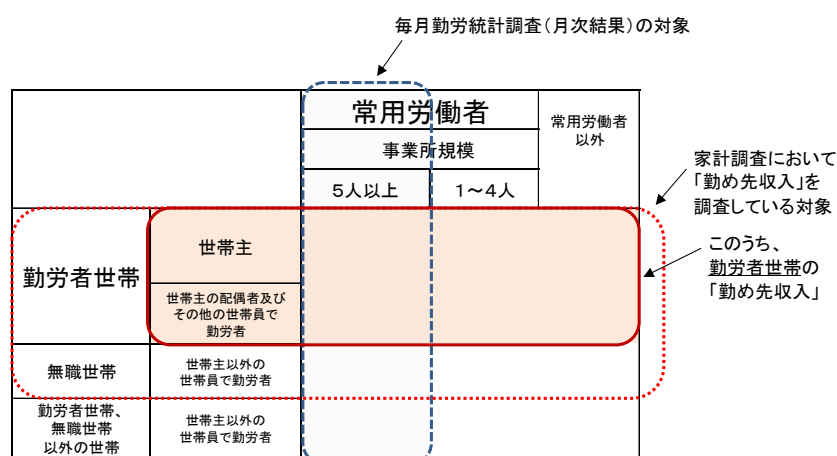 毎月勤労統計調査(月次結果)の対象
常用労働者
常用労働者
以外
事業所規模
5人以上
1～4人
家計調査において
「勤め先収入」を
調査している対象
このうち、
勤労者世帯の
「勤め先収入」
勤労者世帯
世帯主
世帯主の配偶者及び
その他の世帯員で
勤労者
無職世帯
世帯主以外の
世帯員で勤労者
勤労者世帯、
無職世帯
以外の世帯
世帯主以外の
世帯員で勤労者